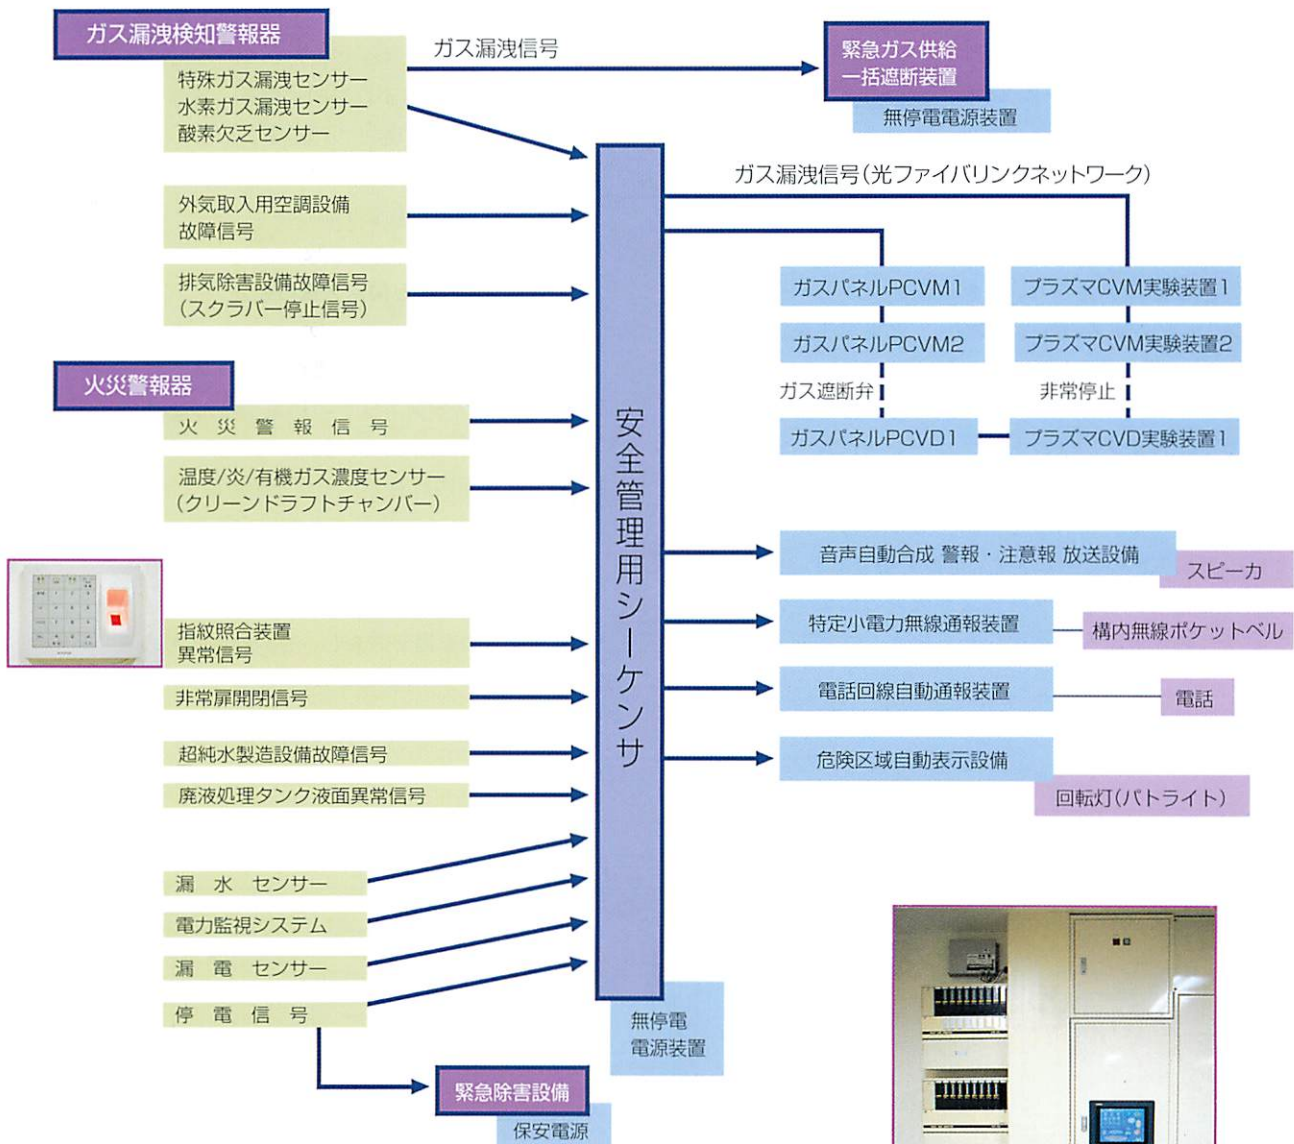 ガス漏洩検知警報器
特殊ガス漏洩センサー
水素ガス漏洩センサー
酸素欠乏センサー
ガス漏洩信号
緊急ガス供給
一括遮断装置
無停電電源装置
外気取入用空調設備
故障信号
排気除害設備故障信号
(スクラバー停止信号)
火災警報器
火 災 警 報 信 号
温度/炎/有機ガス濃度センサー
(クリーンドラフトチャンバー)
指紋照合装置
異常信号
非常扉開閉信号
超純水製造設備故障信号
廃液処理タンク液面異常信号
漏 水 センサー
電力監視システム
漏 電 センサー
停 電 信 号
緊急除害設備
保安電源
安全管理用シーケンサ
無停電
電源装置
ガス漏洩信号(光ファイバリンクネットワーク)
ガスパネルPCVM1
プラズマCVM実験装置1
ガスパネルPCVM2
プラズマCVM実験装置2
ガス遮断弁
非常停止
ガスパネルPCVD1
プラズマCVD実験装置1
音声自動合成 警報・注意報 放送設備
スピーカ
特定小電力無線通報装置
構内無線ポケットベル
電話回線自動通報装置
電話
危険区域自動表示設備
回転灯(パトライト)